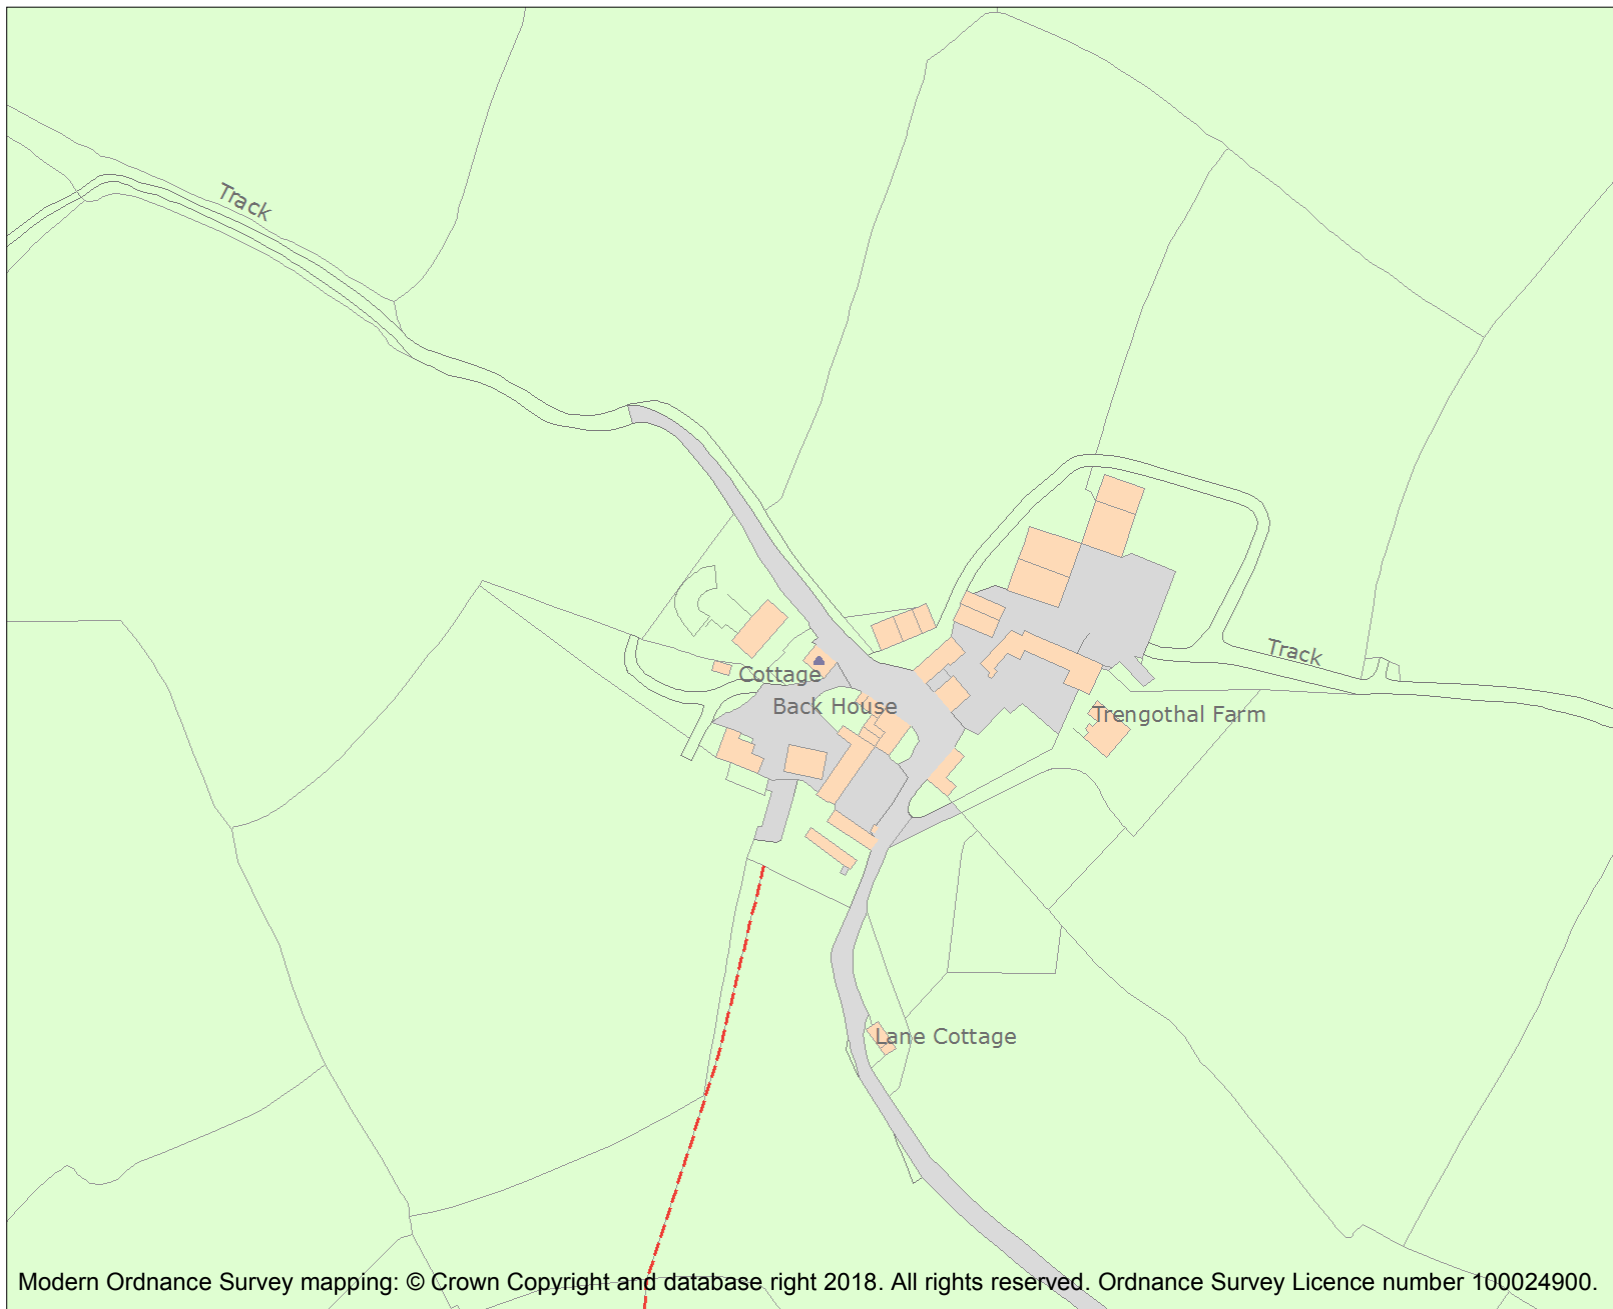 Track
Track
Cottage
Back House
Trengothal Farm
Lane Cottage
Modern Ordnance Survey mapping: © Crown Copyright and database right 2018. All rights reserved. Ordnance Survey Licence number 100024900.